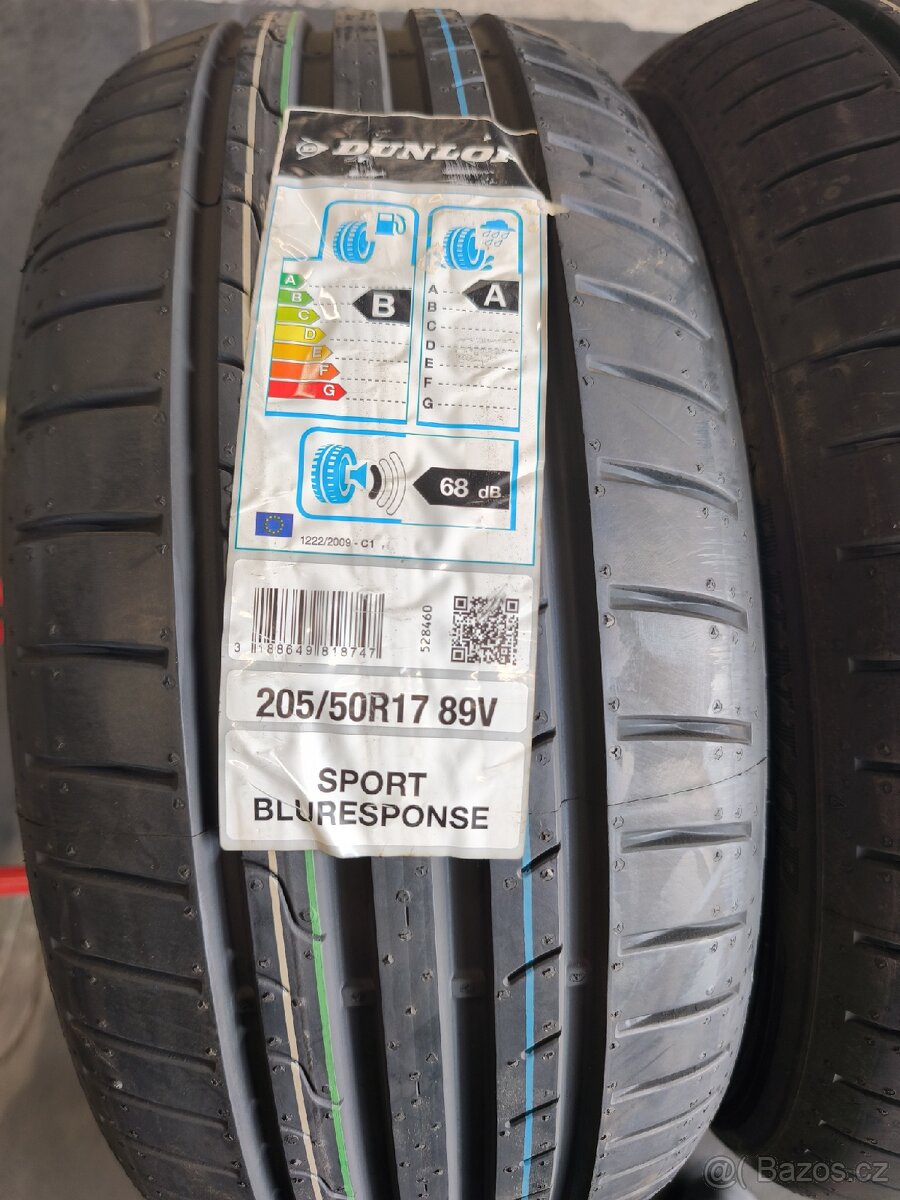 DUNLOP
A
B
C
D
E
F
G
B
A
B
C
D
E
F
G
A
68 dB
1222/2009 - C1
3 188649 818747
528460
205/50R17 89V
SPORT
BLURESPONSE
@( Bazos.cz